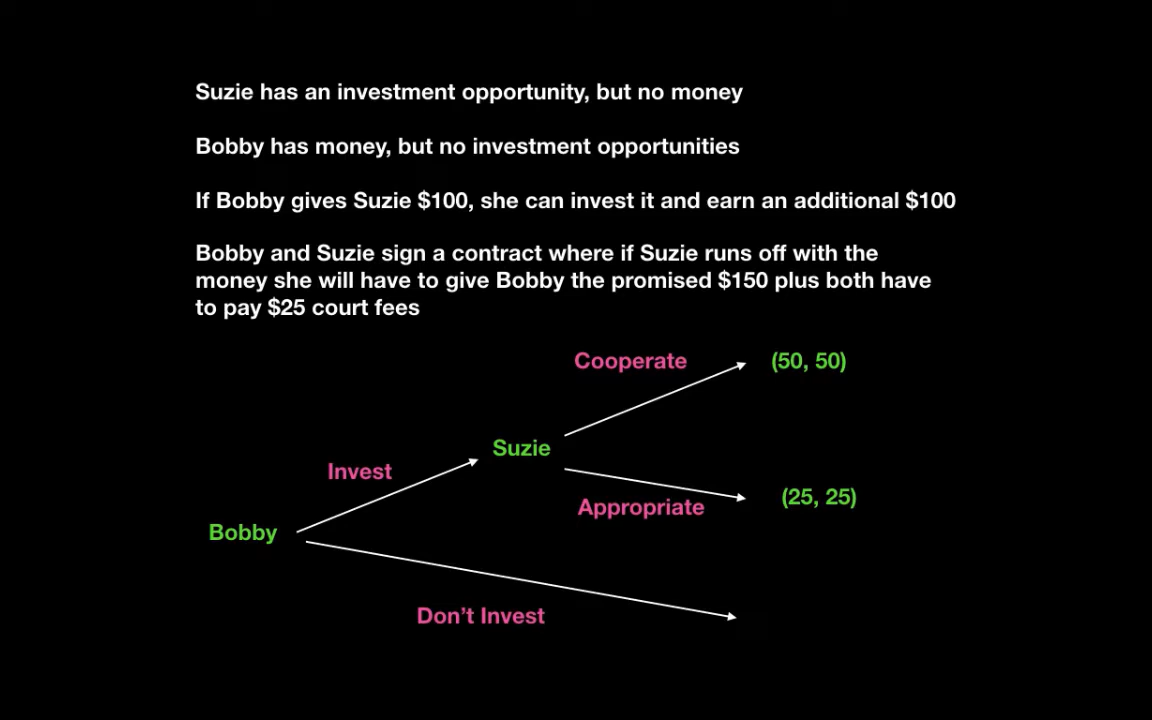 Suzie has an investment opportunity, but no money
Bobby has money, but no investment opportunities
If Bobby gives Suzie $100, she can invest it and earn an additional $100
Bobby and Suzie sign a contract where if Suzie runs off with the
money she will have to give Bobby the promised $150 plus both have
to pay $25 court fees
Cooperate
(50, 50)
Suzie
Invest
(25, 25)
Appropriate
Bobby
Don’t Invest